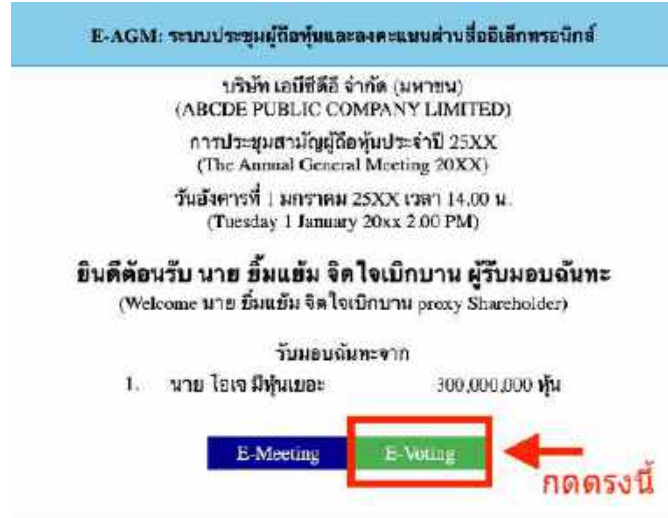 E-AGM: ระบบประชุมผู้ถือหุ้นและลงคะแนนผ่านสื่ออิเล็กทรอนิกส์
บริษัท เอบีซีดีอี จำกัด (มหาชน)
(ABCDE PUBLIC COMPANY LIMITED)
การประชุมสามัญผู้ถือหุ้นประจำปี 25XX
(The Annual General Meeting 20XX)
วันอังคารที่ 1 มกราคม 25XX เวลา 14.00 น.
(Tuesday 1 January 20xx 2.00 PM)
ยินดีต้อนรับ นาย ยิ้มแย้ม จิตใจเบิกบาน ผู้รับมอบฉันทะ
(Welcome นาย ยิ้มแย้ม จิตใจเบิกบาน proxy Shareholder)
รับมอบฉันทะจาก
1. นาย โอเจ มีหุ้นเยอะ 300,000,000 หุ้น
E-Meeting E-Voting
กดตรงนี้